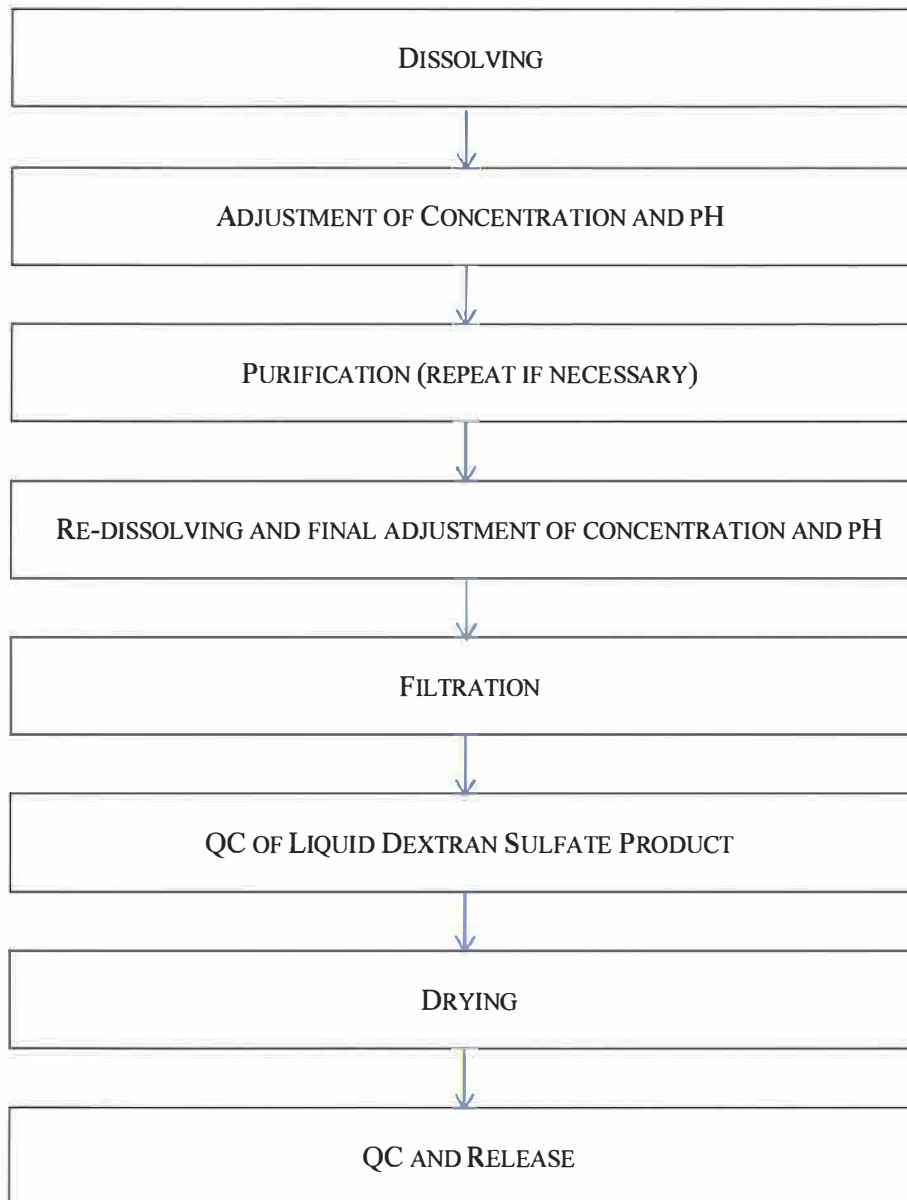 DISSOLVING
ADJUSTMENT OF CONCENTRATION AND PH
PURIFICATION (REPEAT IF NECESSARY)
RE-DISSOLVING AND FINAL ADJUSTMENT OF CONCENTRATION AND PH
FILTRATION
QC OF LIQUID DEXTRAN SULFATE PRODUCT
DRYING
QC AND RELEASE